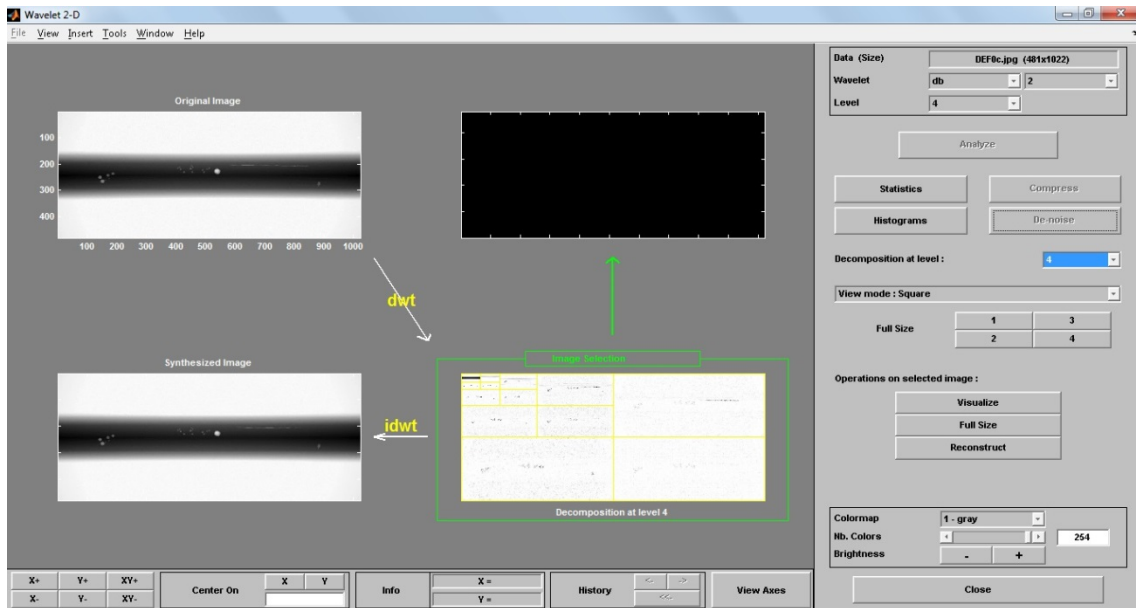 Wavelet 2-D
File View Insert Tools Window Help
Original Image
100
200
300
400
100 200 300 400 500 600 700 800 900 1000
dwt
Image Selection
Synthesized Image
idwt
Decomposition at level 4
X+ Y+ XY+
X- Y- XY-
Center On
X Y
Info
X =
Y =
History
<- ->
<<-
View Axes
Data (Size) DEF0c.jpg (481x1022)
Wavelet db 2
Level 4
Analyze
Statistics Compress
Histograms De-noise
Decomposition at level : 4
View mode : Square
Full Size
1 3
2 4
Operations on selected image :
Visualize
Full Size
Reconstruct
Colormap 1 - gray
Nb. Colors 254
Brightness - +
Close